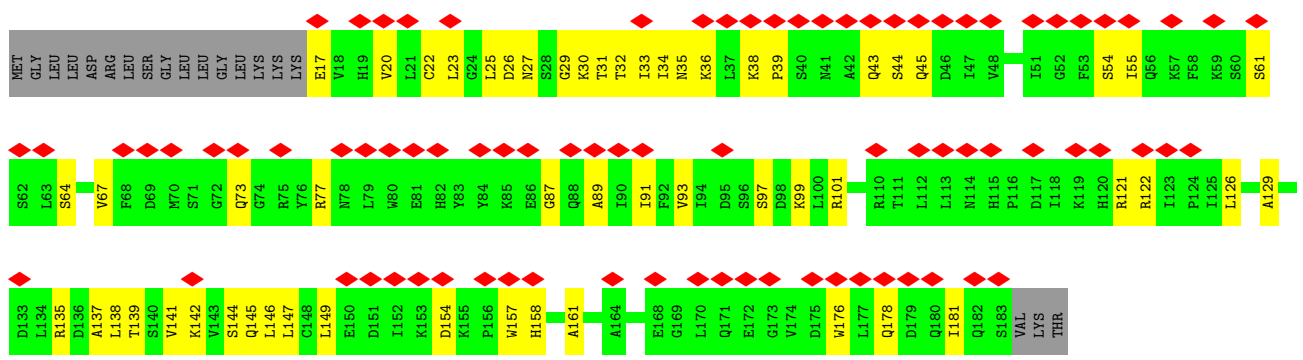 MET GLY LEU LEU ASP ARG LEU SER GLY LEU LEU GLY LEU LYS LYS LYS E17 V18 H19 V20 L21 C22 L23 G24 L25 D26 N27 S28 G29 K30 T31 T32 I33 I34 N35 K36 L37 K38 P39 S40 N41 A42 Q43 S44 Q45 D46 I47 V48 I51 G52 F53 S54 I55 Q56 K57 F58 K59 S60 S61
S62 L63 S64 V67 F68 D69 M70 S71 G72 Q73 G74 R75 Y76 R77 N78 L79 W80 E81 H82 Y83 Y84 K85 E86 G87 Q88 A89 I90 I91 F92 V93 I94 D95 S96 S97 D98 K99 L100 R101 R110 T111 L112 L113 N114 H115 P116 D117 I118 K119 H120 R121 R122 I123 P124 I125 L126 A129
D133 L134 R135 D136 A137 L138 T139 S140 V141 K142 V143 S144 Q145 L146 L147 C148 L149 E150 D151 I152 K153 D154 K155 P156 W157 H158 A161 A164 E168 G169 L170 Q171 E172 G173 V174 D175 W176 L177 Q178 D179 Q180 I181 Q182 S183 VAL LYS THR